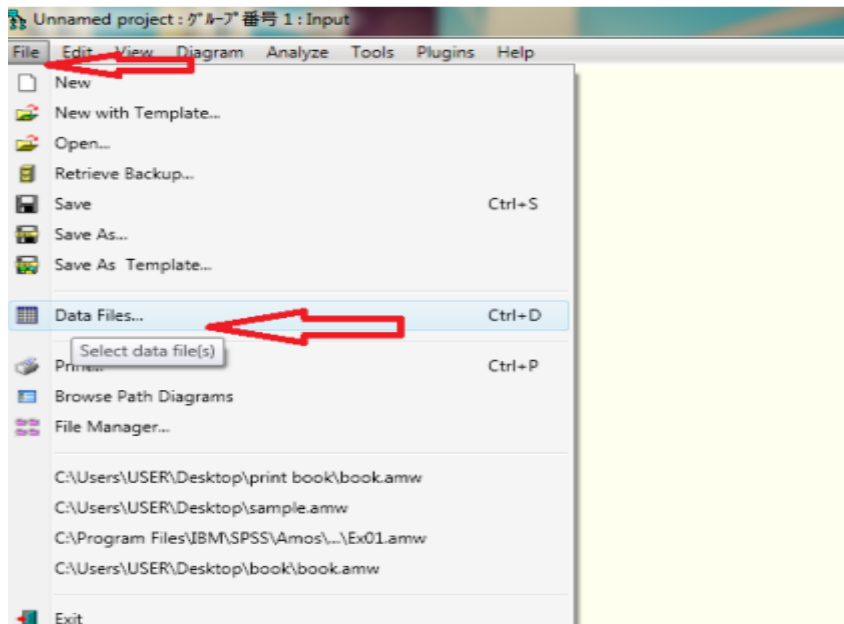 Unnamed project : ｸﾞﾙｰﾌﾟ番号 1 : Input
File Edit View Diagram Analyze Tools Plugins Help
New
New with Template...
Open...
Retrieve Backup...
Save Ctrl+S
Save As...
Save As Template...
Data Files... Ctrl+D
Select data file(s)
Print... Ctrl+P
Browse Path Diagrams
File Manager...
C:\Users\USER\Desktop\print book\book.amw
C:\Users\USER\Desktop\sample.amw
C:\Program Files\IBM\SPSS\Amos\...\Ex01.amw
C:\Users\USER\Desktop\book\book.amw
Exit